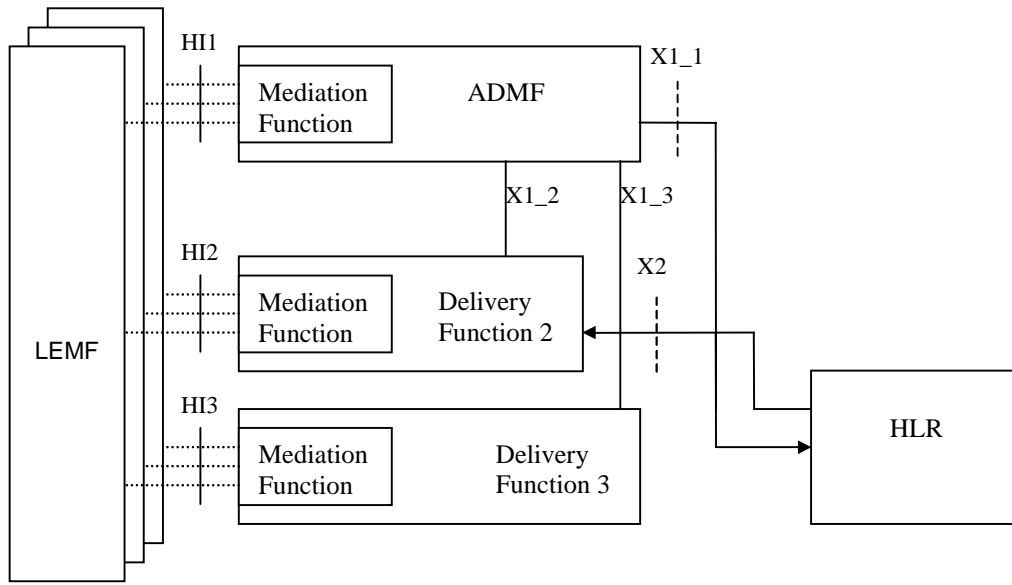 HI1
X1_1
Mediation
Function
ADMF
X1_2
X1_3
HI2
X2
Mediation
Function
Delivery
Function 2
LEMF
HI3
HLR
Mediation
Function
Delivery
Function 3